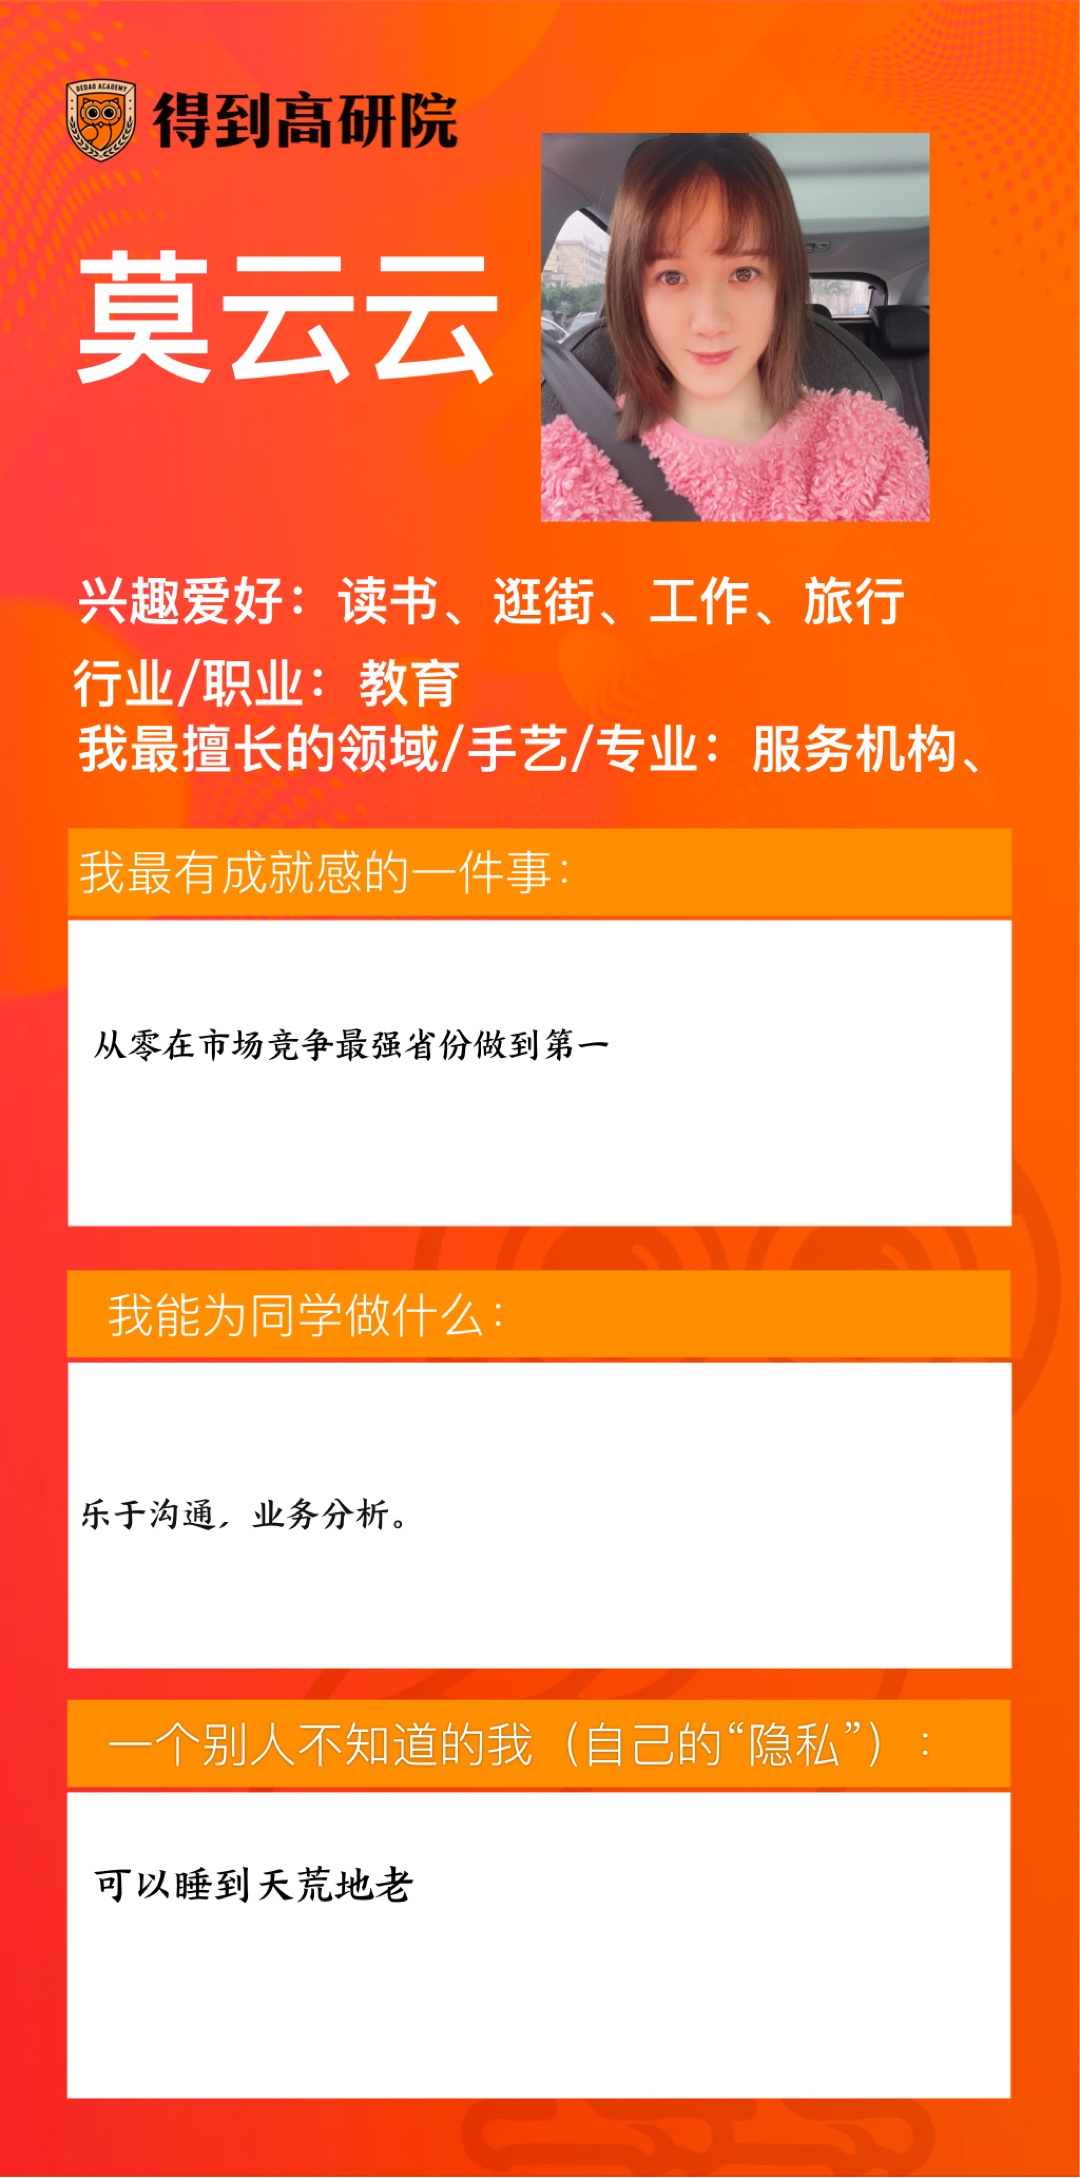 DEDAO ACADEMY
得到高研院
莫云云
兴趣爱好：读书、逛街、工作、旅行
行业/职业：教育
我最擅长的领域/手艺/专业：服务机构、
我最有成就感的一件事：
从零在市场竞争最强省份做到第一
我能为同学做什么：
乐于沟通，业务分析。
一个别人不知道的我（自己的“隐私”）：
可以睡到天荒地老